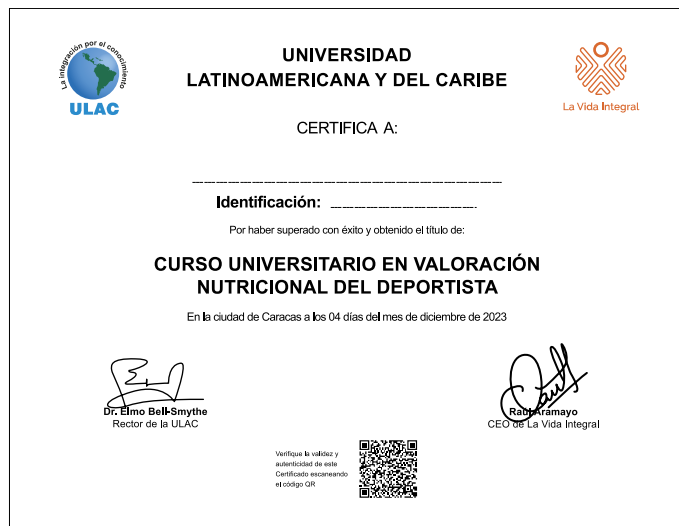 La integración por el conocimiento
ULAC
UNIVERSIDAD
LATINOAMERICANA Y DEL CARIBE
La Vida Integral
CERTIFICA A:
Identificación:
Por haber superado con éxito y obtenido el título de:
CURSO UNIVERSITARIO EN VALORACIÓN
NUTRICIONAL DEL DEPORTISTA
En la ciudad de Caracas a los 04 días del mes de diciembre de 2023
Dr. Elmo Bell-Smythe
Rector de la ULAC
Raúl Aramayo
CEO de La Vida Integral
Verifique la validez y
autenticidad de este
Certificado escaneando
el código QR